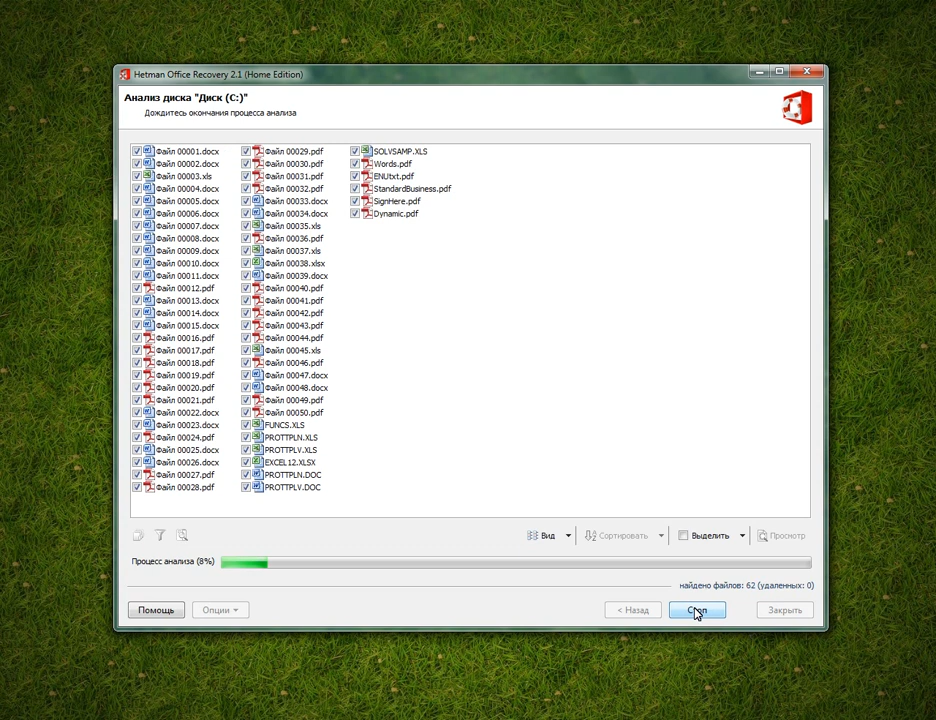 Hetman Office Recovery 2.1 (Home Edition)
Анализ диска "Диск (C:)"
Дождитесь окончания процесса анализа
Файл 00001.docx
Файл 00002.docx
Файл 00003.xls
Файл 00004.docx
Файл 00005.docx
Файл 00006.docx
Файл 00007.docx
Файл 00008.docx
Файл 00009.docx
Файл 00010.docx
Файл 00011.docx
Файл 00012.pdf
Файл 00013.docx
Файл 00014.docx
Файл 00015.docx
Файл 00016.pdf
Файл 00017.pdf
Файл 00018.pdf
Файл 00019.pdf
Файл 00020.pdf
Файл 00021.pdf
Файл 00022.docx
Файл 00023.docx
Файл 00024.pdf
Файл 00025.docx
Файл 00026.docx
Файл 00027.pdf
Файл 00028.pdf
Файл 00029.pdf
Файл 00030.pdf
Файл 00031.pdf
Файл 00032.pdf
Файл 00033.docx
Файл 00034.docx
Файл 00035.xls
Файл 00036.pdf
Файл 00037.xls
Файл 00038.xlsx
Файл 00039.docx
Файл 00040.pdf
Файл 00041.pdf
Файл 00042.pdf
Файл 00043.pdf
Файл 00044.pdf
Файл 00045.xls
Файл 00046.pdf
Файл 00047.docx
Файл 00048.docx
Файл 00049.pdf
Файл 00050.pdf
FUNCS.XLS
PROTTPLN.XLS
PROTTPLV.XLS
EXCEL12.XLSX
PROTTPLN.DOC
PROTTPLV.DOC
SOLVSAMP.XLS
Words.pdf
ENUtxt.pdf
StandardBusiness.pdf
SignHere.pdf
Dynamic.pdf
Вид Сортировать Выделить Просмотр
Процесс анализа (8%)
найдено файлов: 62 (удаленных: 0)
Помощь Опции < Назад Стоп Закрыть